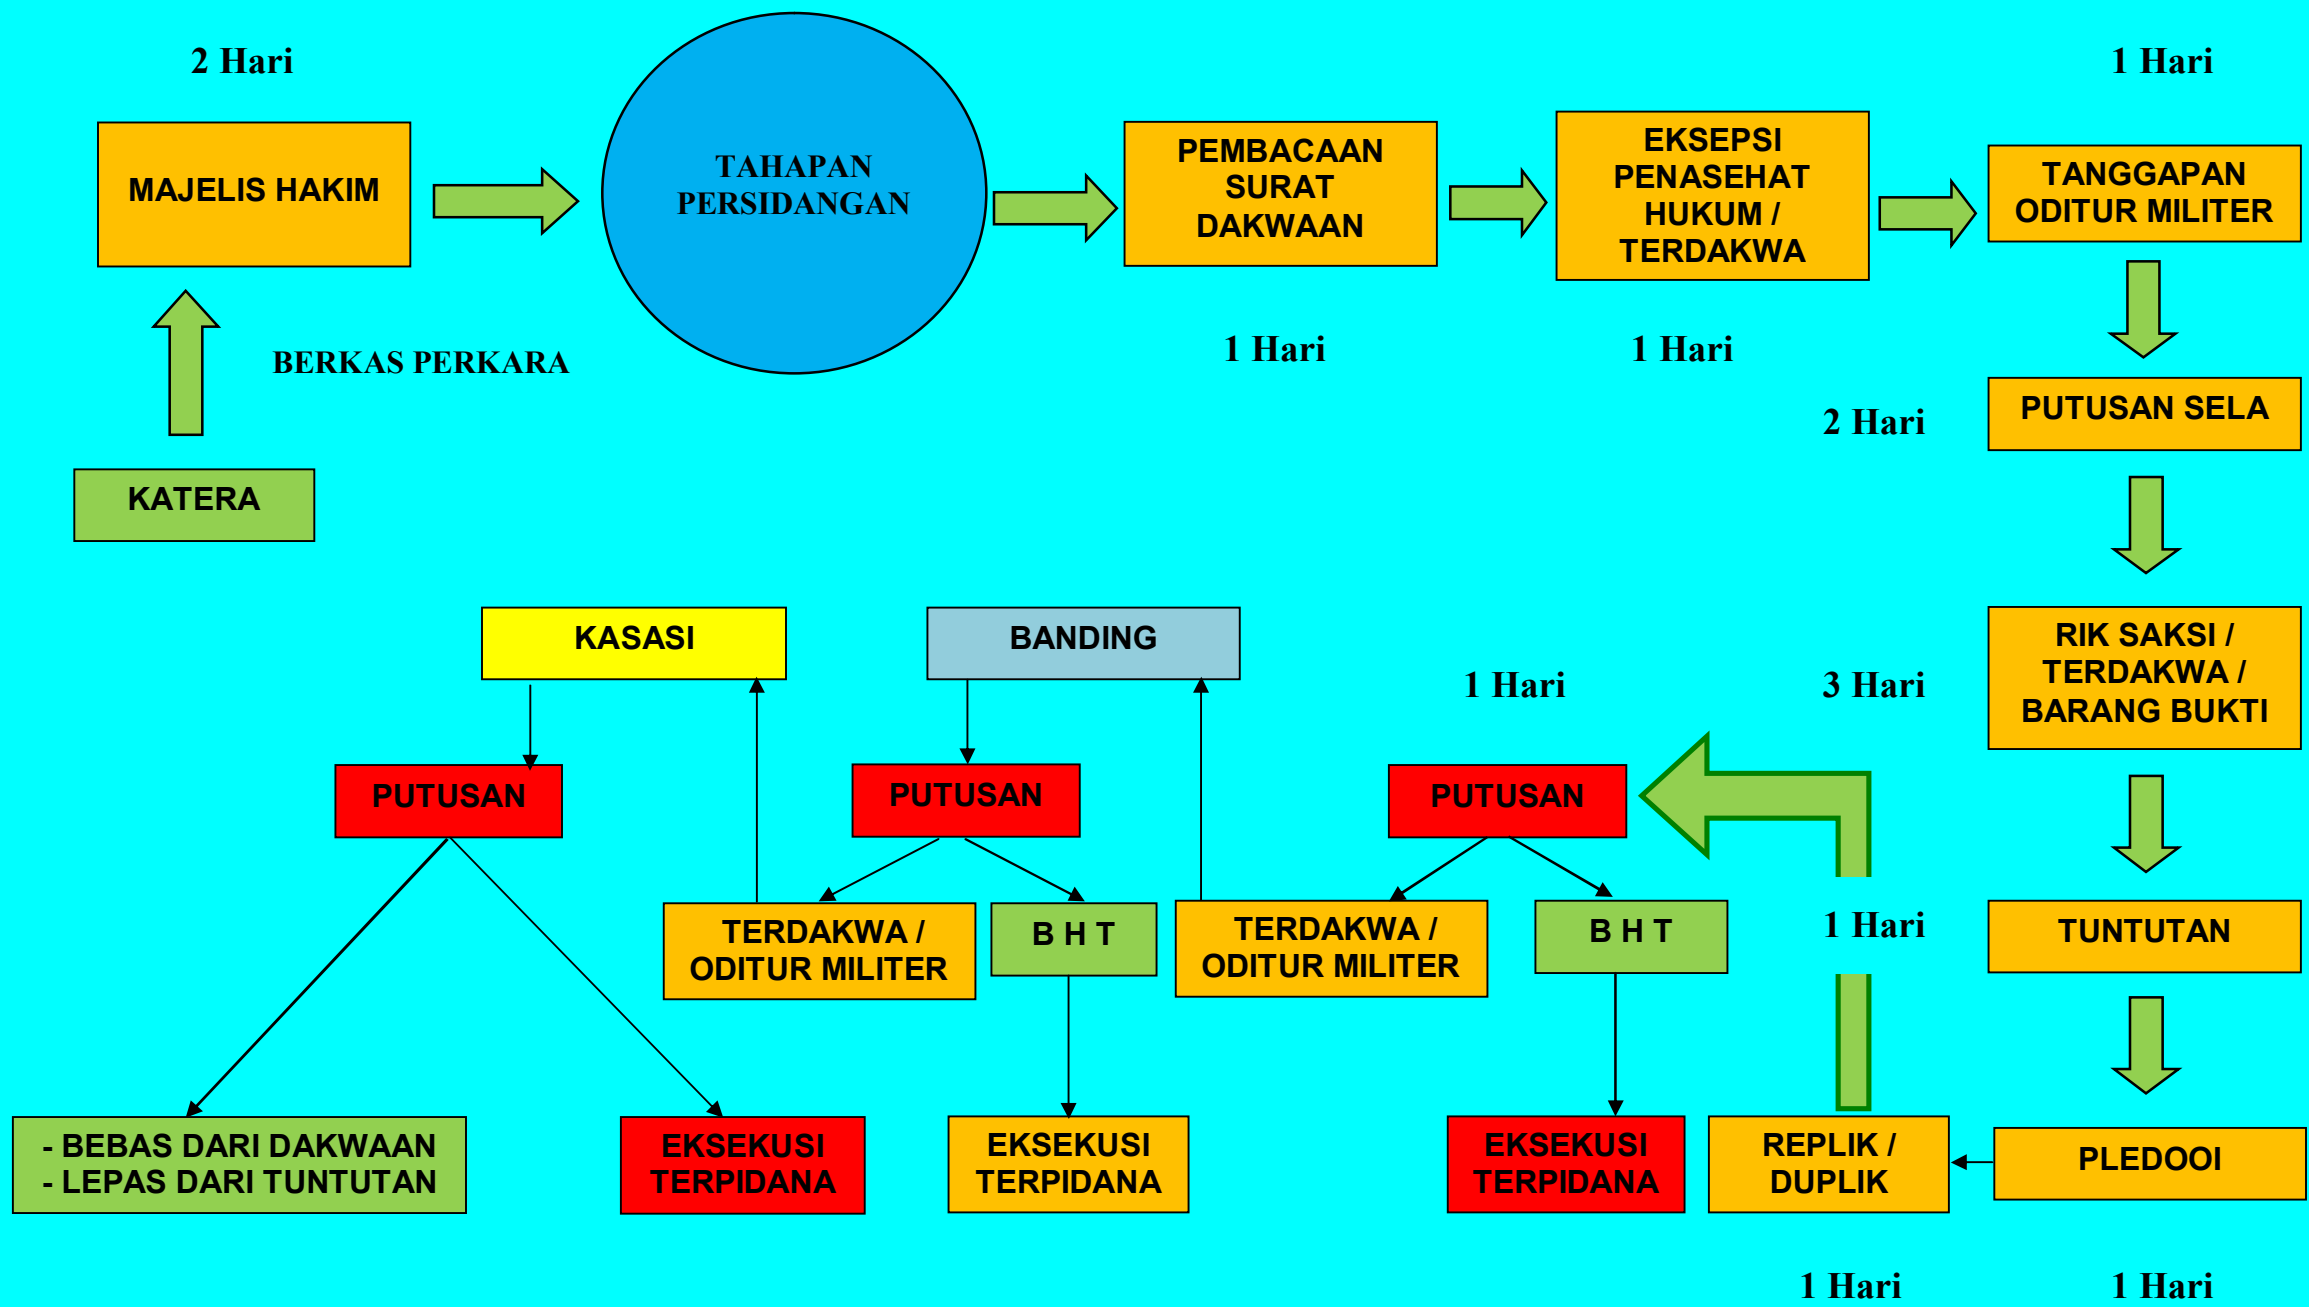 2 Hari
1 Hari
MAJELIS HAKIM
TAHAPAN
PERSIDANGAN
PEMBACAAN
SURAT
DAKWAAN
EKSEPSI
PENASEHAT
HUKUM /
TERDAKWA
TANGGAPAN
ODITUR MILITER
BERKAS PERKARA
1 Hari
1 Hari
2 Hari
PUTUSAN SELA
KATERA
KASASI
BANDING
1 Hari
3 Hari
RIK SAKSI /
TERDAKWA /
BARANG BUKTI
PUTUSAN
PUTUSAN
PUTUSAN
TERDAKWA /
ODITUR MILITER
B H T
TERDAKWA /
ODITUR MILITER
B H T
1 Hari
TUNTUTAN
- BEBAS DARI DAKWAAN
- LEPAS DARI TUNTUTAN
EKSEKUSI
TERPIDANA
EKSEKUSI
TERPIDANA
EKSEKUSI
TERPIDANA
REPLIK /
DUPLIK
PLEDOOI
1 Hari
1 Hari